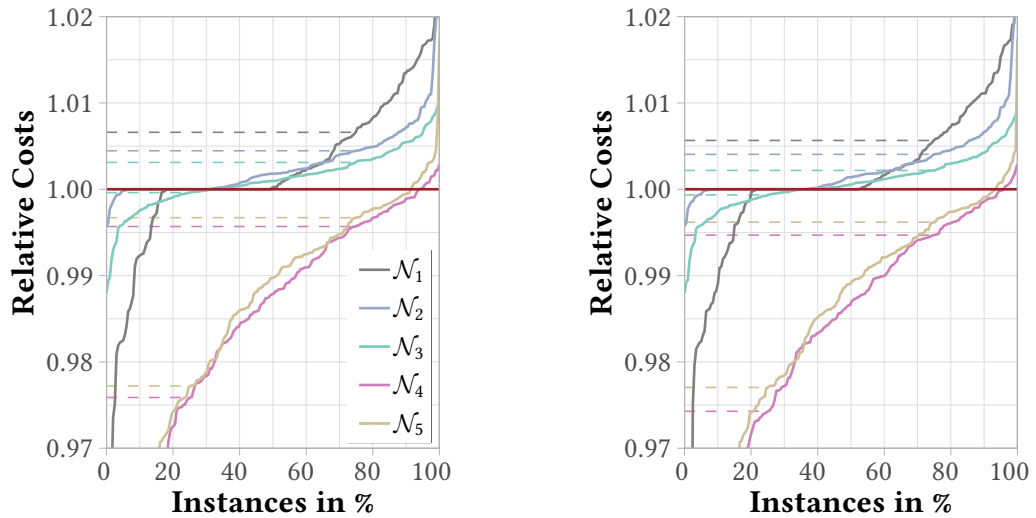 1.02
1.01
1.00
0.99
0.98
0.97
Relative Costs
0 20 40 60 80 100
Instances in %
𝒩1
𝒩2
𝒩3
𝒩4
𝒩5
1.02
1.01
1.00
0.99
0.98
0.97
Relative Costs
0 20 40 60 80 100
Instances in %